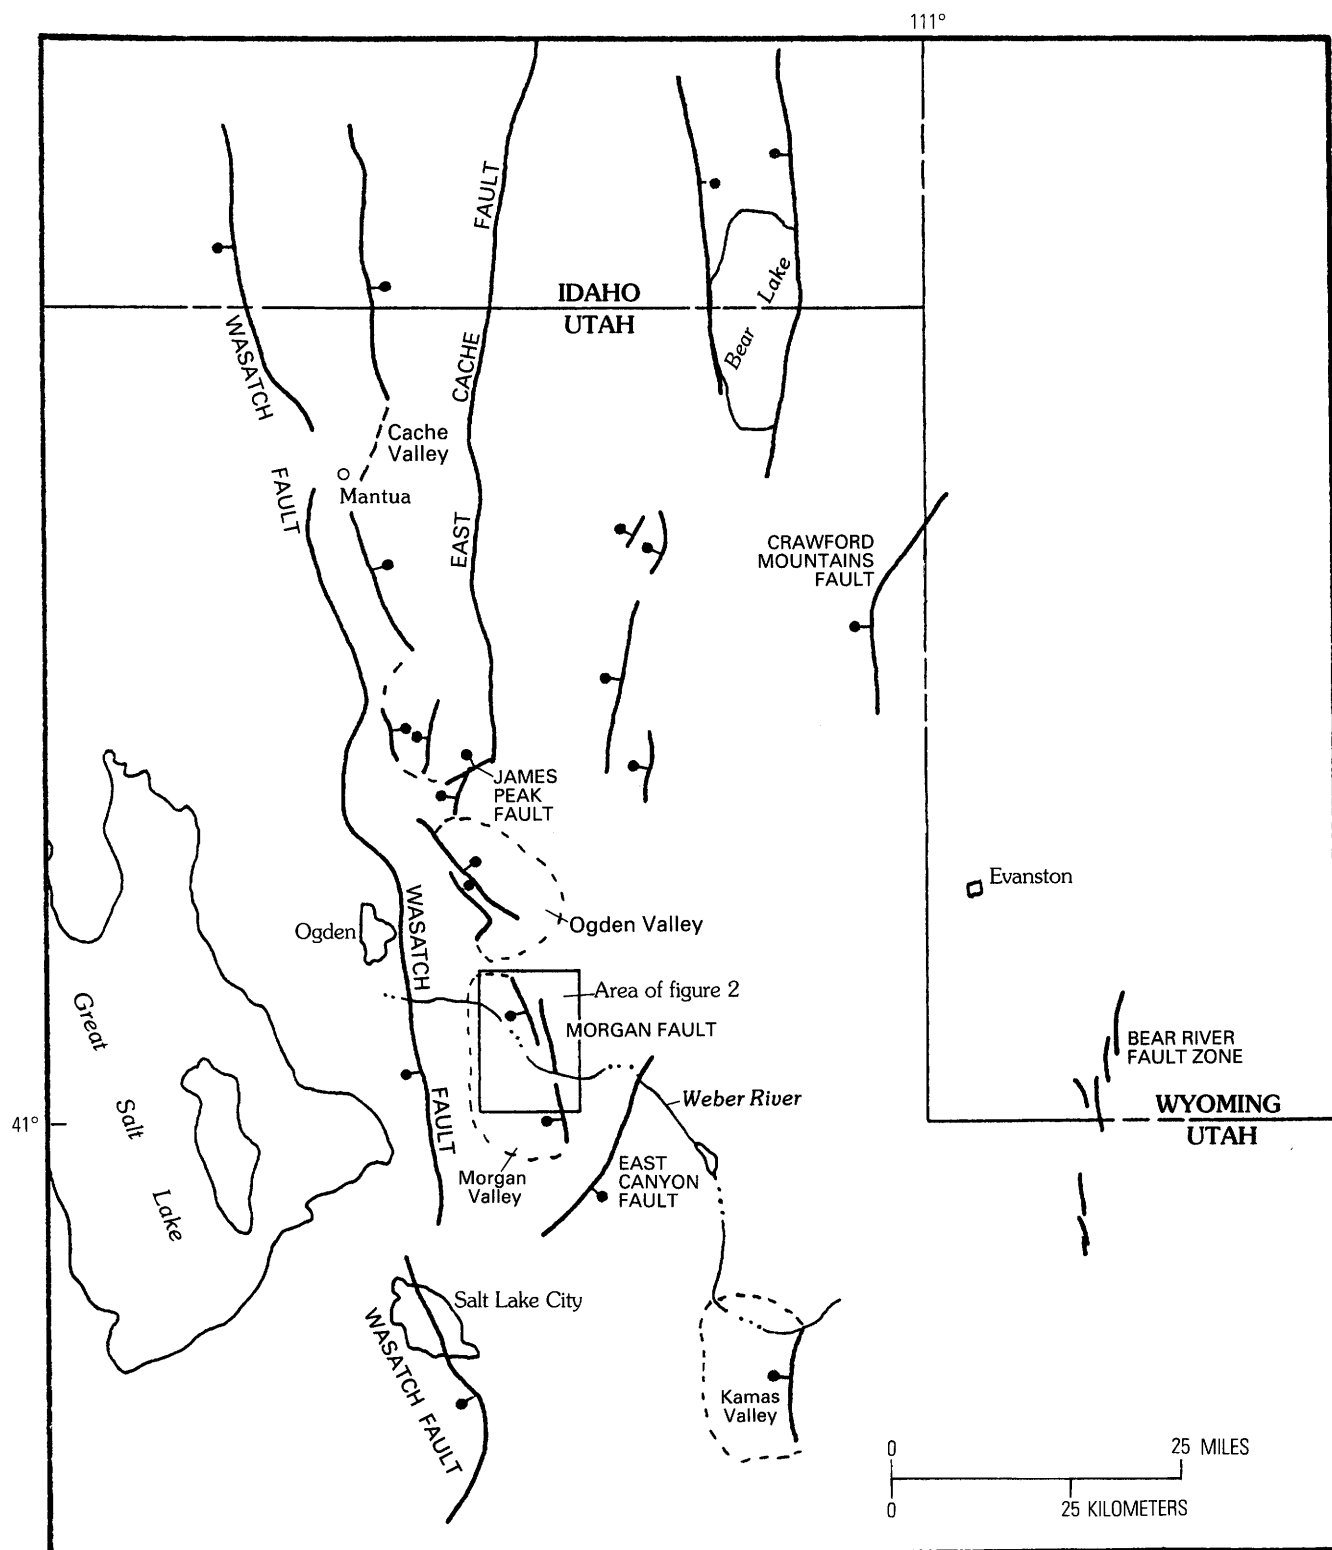 111°
FAULT
CACHE
EAST
IDAHO
UTAH
Bear
Lake
WASATCH
FAULT
Cache
Valley
Mantua
CRAWFORD
MOUNTAINS
FAULT
JAMES
PEAK
FAULT
Evanston
Ogden
WASATCH
FAULT
Ogden Valley
Area of figure 2
MORGAN FAULT
Great
Salt
Lake
BEAR RIVER
FAULT ZONE
Weber River
WYOMING
UTAH
41°
Morgan
Valley
EAST
CANYON
FAULT
Salt Lake City
WASATCH FAULT
Kamas
Valley
0 25 MILES
0 25 KILOMETERS